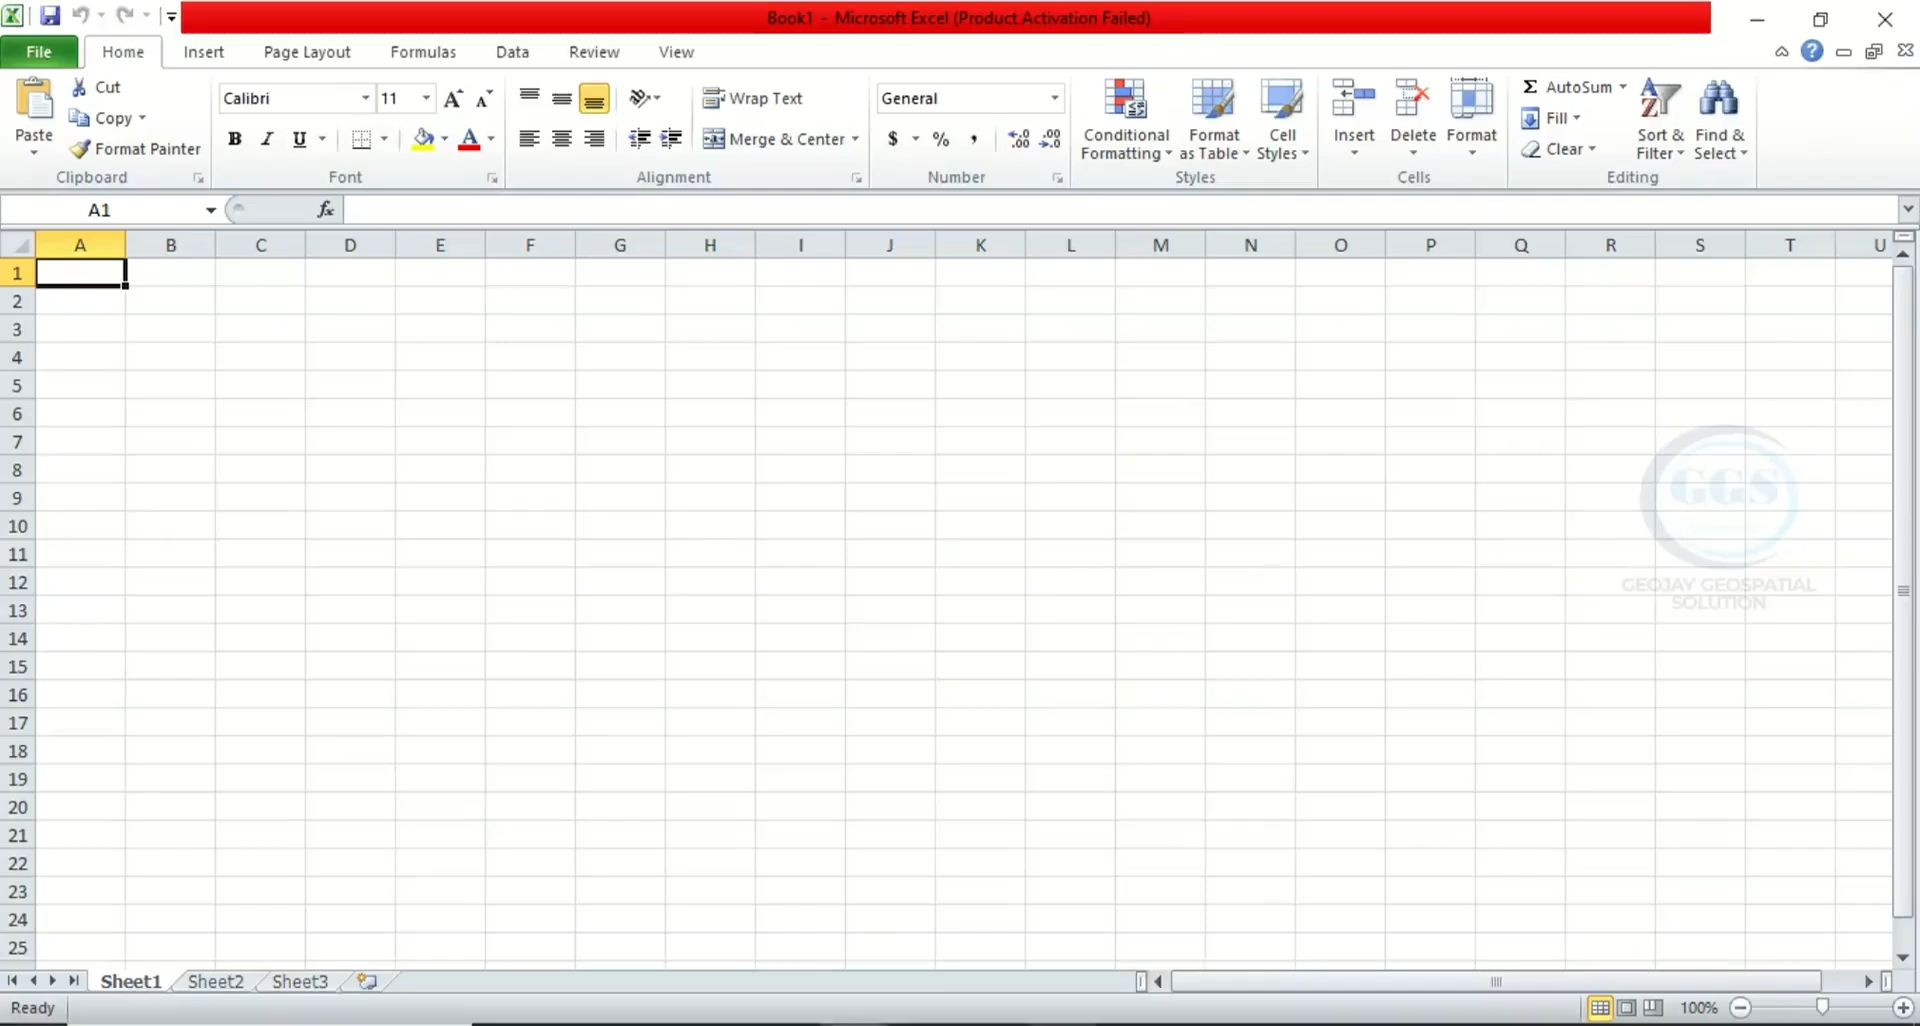 Book1 - Microsoft Excel (Product Activation Failed)
File Home Insert Page Layout Formulas Data Review View
Cut
Copy
Format Painter
Paste
Clipboard
Calibri 11
B I U
Font
Wrap Text
Merge & Center
Alignment
General
$ % ,
Number
Conditional Formatting
Format as Table
Cell Styles
Styles
Insert Delete Format
Cells
Σ AutoSum
Fill
Clear
Sort & Filter
Find & Select
Editing
A1 fx
A B C D E F G H I J K L M N O P Q R S T U
1
2
3
4
5
6
7
8
9
10
11
12
13
14
15
16
17
18
19
20
21
22
23
24
25
GGS
GEOJAY GEOSPATIAL
SOLUTION
Sheet1 Sheet2 Sheet3
Ready 100%